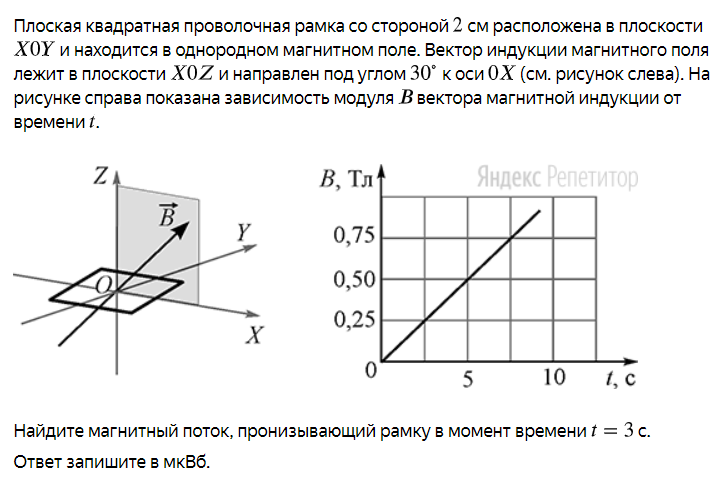 Плоская квадратная проволочная рамка со стороной 2 см расположена в плоскости
X0Y и находится в однородном магнитном поле. Вектор индукции магнитного поля
лежит в плоскости X0Z и направлен под углом 30° к оси 0X (см. рисунок слева). На
рисунке справа показана зависимость модуля B вектора магнитной индукции от
времени t.
Z
B
Y
O
X
B, Тл
Яндекс Репетитор
0,75
0,50
0,25
0
5
10
t, с
Найдите магнитный поток, пронизывающий рамку в момент времени t = 3 с.
Ответ запишите в мкВб.